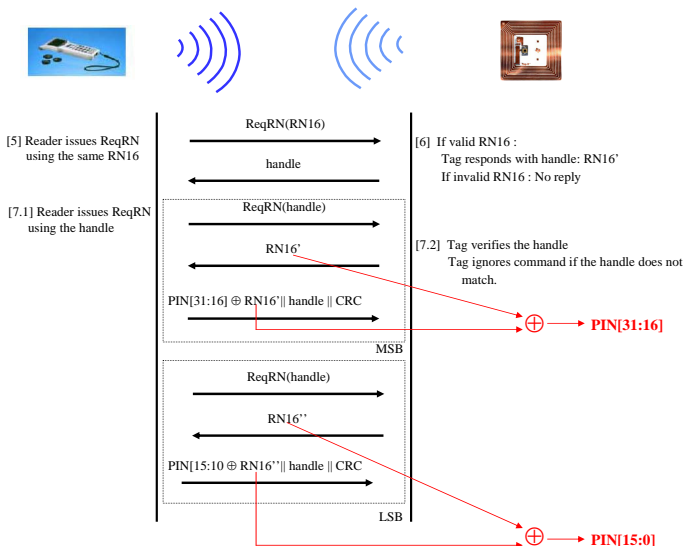 ReqRN(RN16)
[5] Reader issues ReqRN
using the same RN16
[6]  If valid RN16 :
Tag responds with handle: RN16’
If invalid RN16 : No reply
handle
[7.1] Reader issues ReqRN
using the handle
ReqRN(handle)
[7.2]  Tag verifies the handle
Tag ignores command if the handle does not
match.
RN16’
PIN[31:16] ⊕ RN16’|| handle || CRC
⊕
PIN[31:16]
MSB
ReqRN(handle)
RN16’’
PIN[15:10 ⊕ RN16’’|| handle || CRC
LSB
⊕
PIN[15:0]